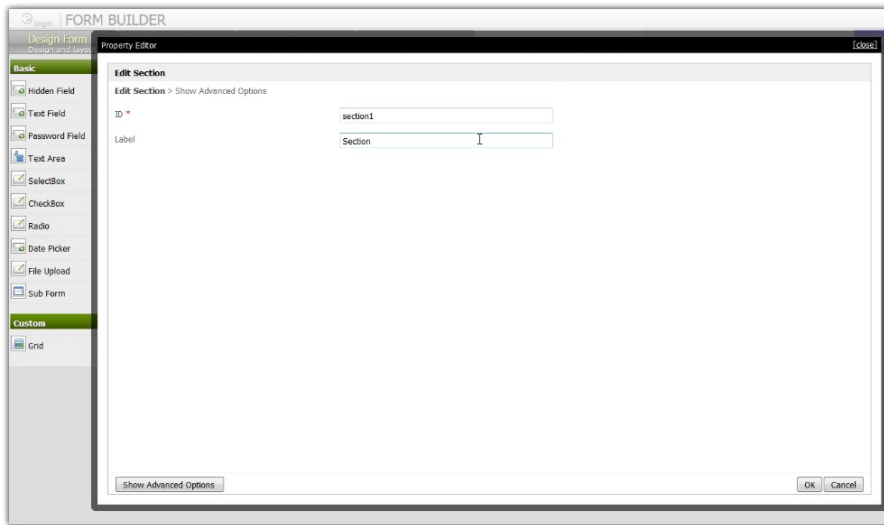 FORM BUILDER
Design Form
Property Editor
[close]
Basic
Hidden Field
Text Field
Password Field
Text Area
SelectBox
CheckBox
Radio
Date Picker
File Upload
Sub Form
Custom
Grid
Edit Section
Edit Section > Show Advanced Options
ID *
section1
Label
Section
Show Advanced Options
OK
Cancel